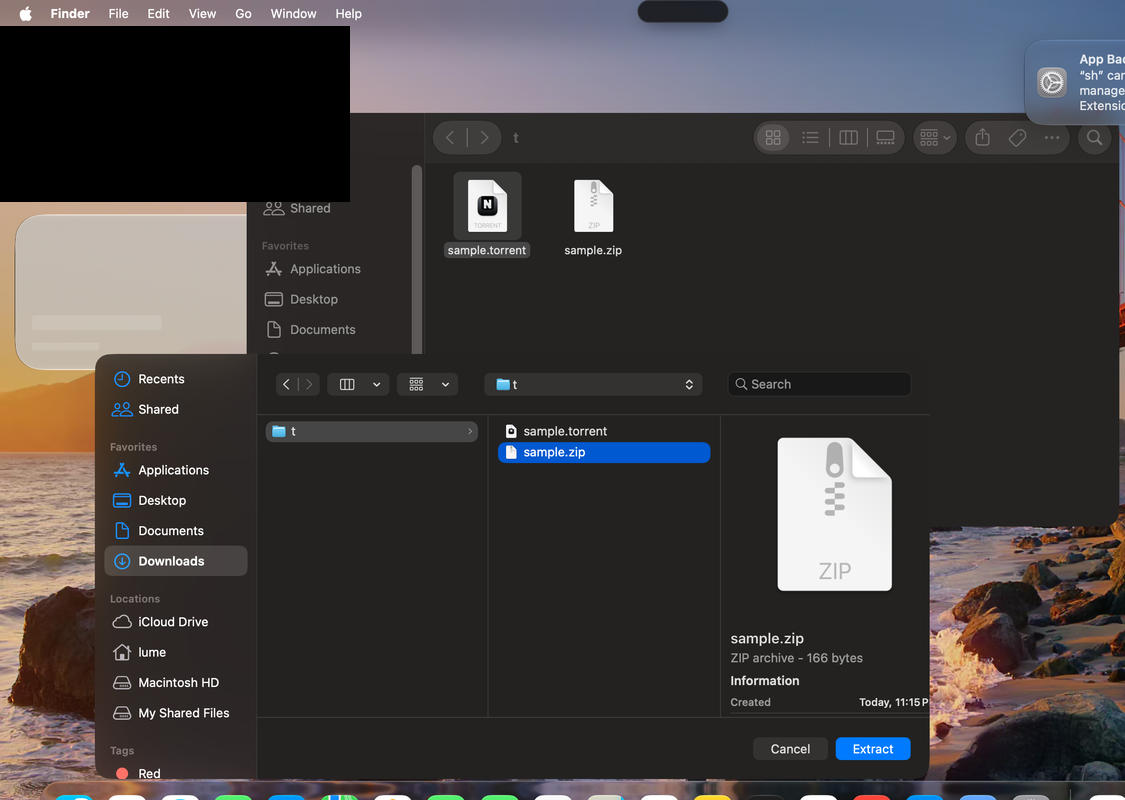 Finder File Edit View Go Window Help
App Bac
"sh" car
manage
Extensio
t
Shared
Favorites
Applications
Desktop
Documents
N
TORRENT
sample.torrent
ZIP
sample.zip
Recents
Shared
Favorites
Applications
Desktop
Documents
Downloads
Locations
iCloud Drive
lume
Macintosh HD
My Shared Files
Tags
Red
t
Search
t
sample.torrent
sample.zip
ZIP
sample.zip
ZIP archive - 166 bytes
Information
Created Today, 11:15 P
Cancel Extract